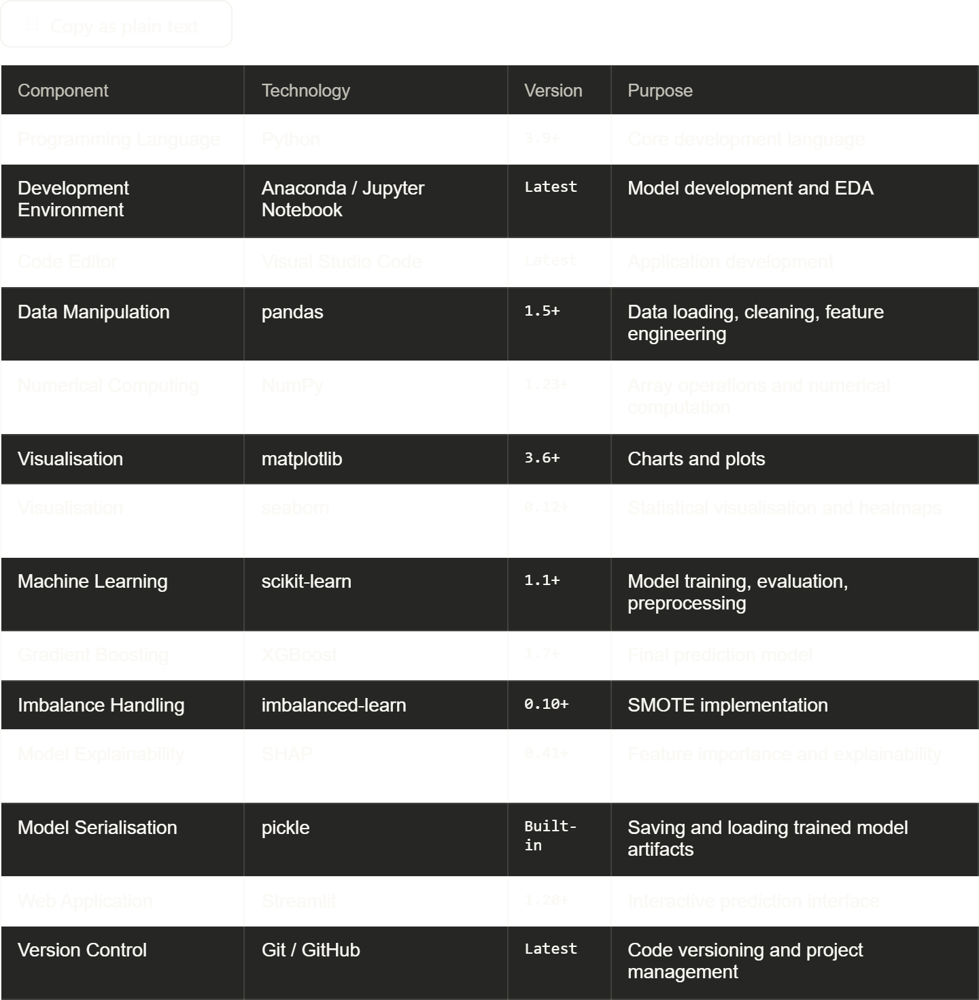 Copy as plain text
Component Technology Version Purpose
Programming Language Python 3.9+ Core development language
Development Anaconda / Jupyter Latest Model development and EDA
Environment Notebook
Code Editor Visual Studio Code Latest Application development
Data Manipulation pandas 1.5+ Data loading, cleaning, feature
engineering
Numerical Computing NumPy 1.23+ Array operations and numerical
computation
Visualisation matplotlib 3.6+ Charts and plots
Visualisation seaborn 0.12+ Statistical visualisation and heatmaps
Machine Learning scikit-learn 1.1+ Model training, evaluation,
preprocessing
Gradient Boosting XGBoost 1.7+ Final prediction model
Imbalance Handling imbalanced-learn 0.10+ SMOTE implementation
Model Explainability SHAP 0.41+ Feature importance and explainability
Model Serialisation pickle Built- Saving and loading trained model
in artifacts
Web Application Streamlit 1.20+ Interactive prediction interface
Version Control Git / GitHub Latest Code versioning and project
management